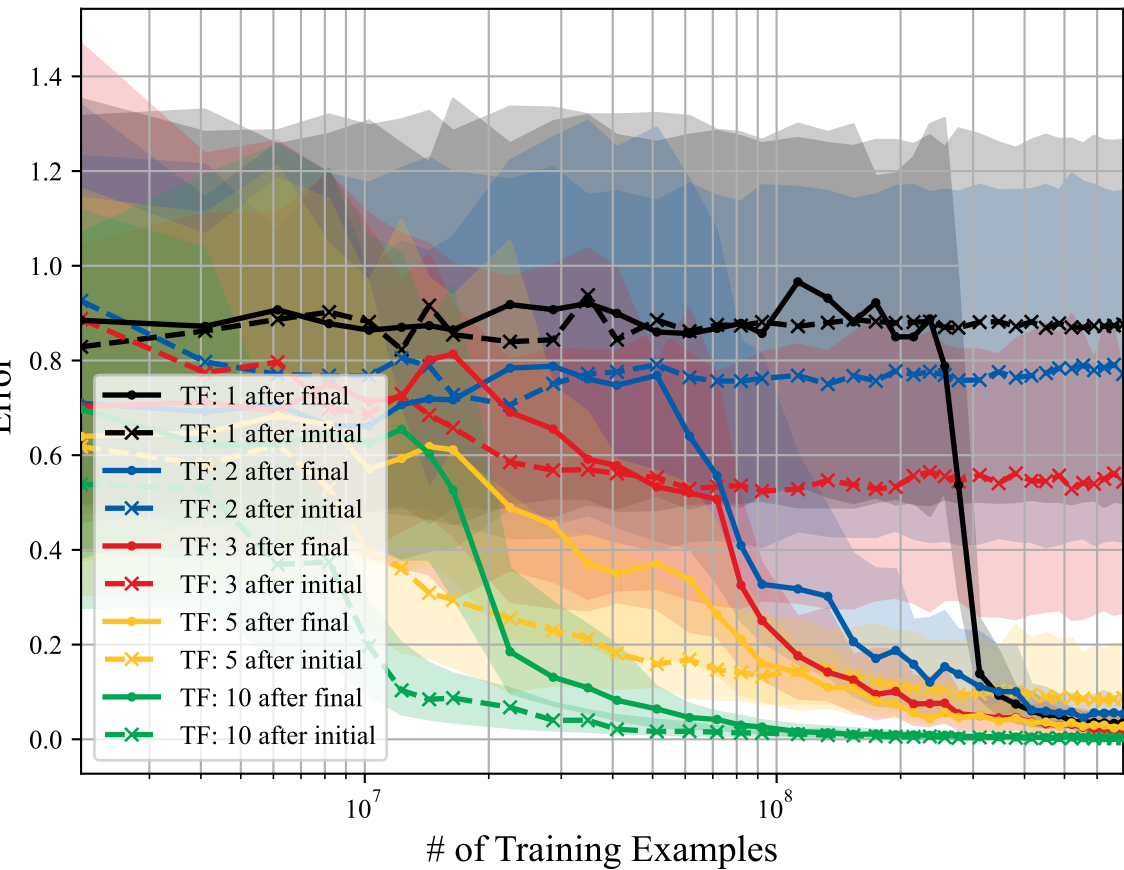 1.4
1.2
1.0
0.8
0.6
0.4
0.2
0.0
TF: 1 after final
TF: 1 after initial
TF: 2 after final
TF: 2 after initial
TF: 3 after final
TF: 3 after initial
TF: 5 after final
TF: 5 after initial
TF: 10 after final
TF: 10 after initial
10⁷
10⁸
# of Training Examples